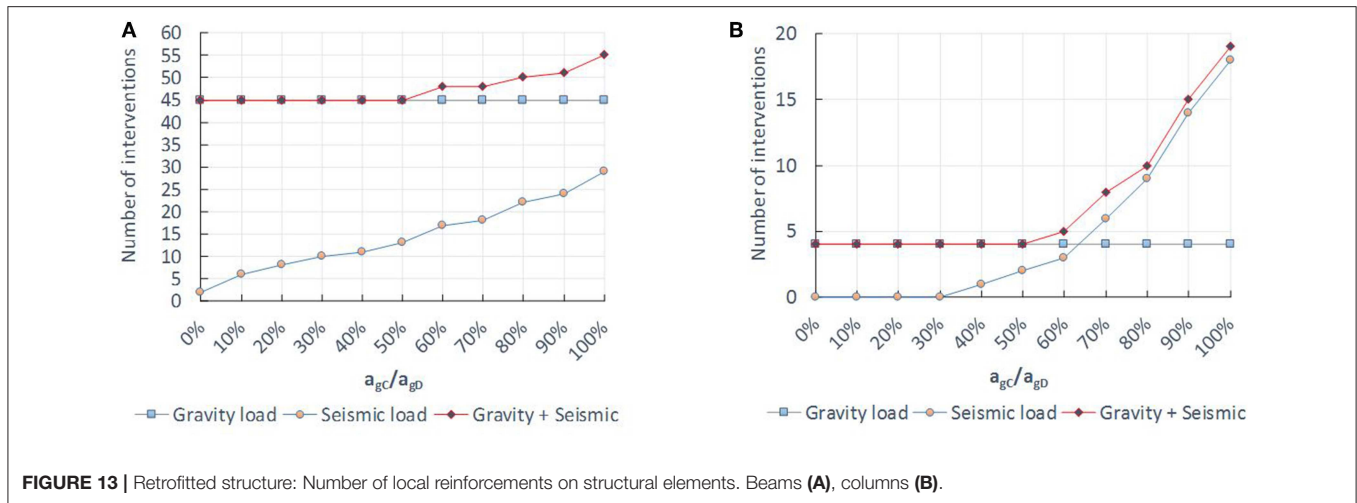 A
60
55
50
45
40
35
30
25
20
15
10
5
0
Number of interventions
0% 10% 20% 30% 40% 50% 60% 70% 80% 90% 100%
agC/agD
Gravity load Seismic load Gravity + Seismic
B
20
15
10
5
0
Number of interventions
0% 10% 20% 30% 40% 50% 60% 70% 80% 90% 100%
agC/agD
Gravity load Seismic load Gravity + Seismic
FIGURE 13 | Retrofitted structure: Number of local reinforcements on structural elements. Beams (A), columns (B).